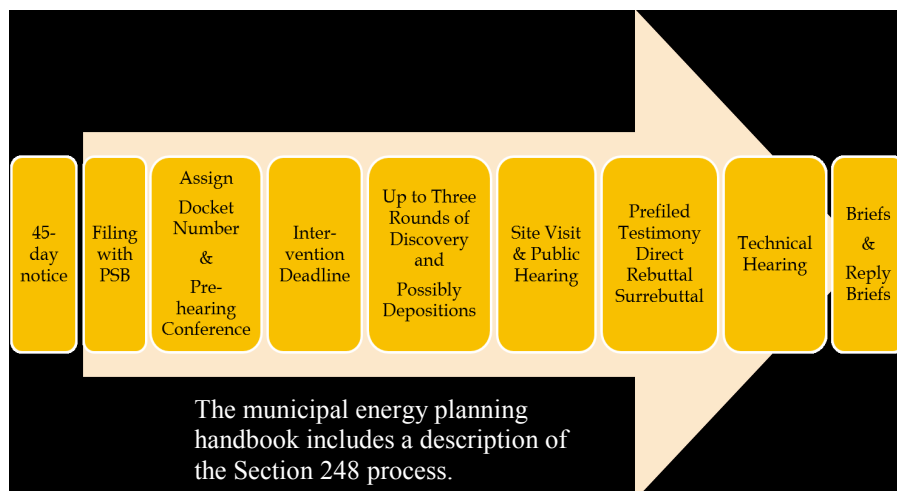 45-
day
notice
Filing
with
PSB
Assign
Docket
Number
&
Pre-
hearing
Conference
Inter-
vention
Deadline
Up to Three
Rounds of
Discovery
and
Possibly
Depositions
Site Visit
& Public
Hearing
Prefiled
Testimony
Direct
Rebuttal
Surrebuttal
Technical
Hearing
Briefs
&
Reply
Briefs
The municipal energy planning
handbook includes a description of
the Section 248 process.